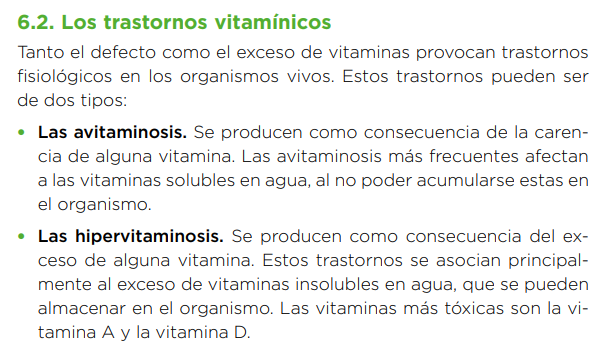 6.2. Los trastornos vitamínicos
Tanto el defecto como el exceso de vitaminas provocan trastornos
fisiológicos en los organismos vivos. Estos trastornos pueden ser
de dos tipos:
• Las avitaminosis. Se producen como consecuencia de la caren-
cia de alguna vitamina. Las avitaminosis más frecuentes afectan
a las vitaminas solubles en agua, al no poder acumularse estas en
el organismo.
• Las hipervitaminosis. Se producen como consecuencia del ex-
ceso de alguna vitamina. Estos trastornos se asocian principal-
mente al exceso de vitaminas insolubles en agua, que se pueden
almacenar en el organismo. Las vitaminas más tóxicas son la vi-
tamina A y la vitamina D.